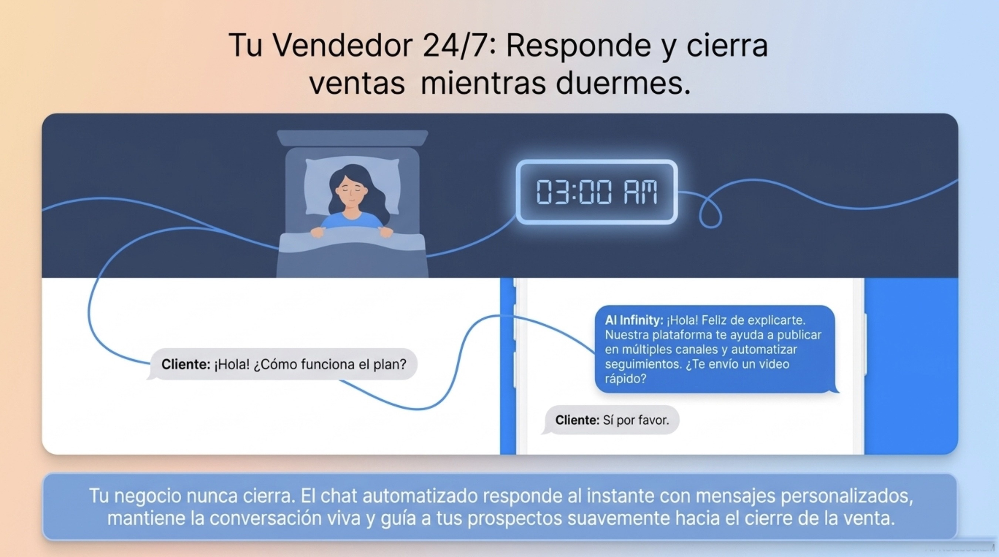 Tu Vendedor 24/7: Responde y cierra
ventas mientras duermes.
03:00 AM
Cliente: ¡Hola! ¿Cómo funciona el plan?
AI Infinity: ¡Hola! Feliz de explicarte.
Nuestra plataforma te ayuda a publicar
en múltiples canales y automatizar
seguimientos. ¿Te envío un video
rápido?
Cliente: Sí por favor.
Tu negocio nunca cierra. El chat automatizado responde al instante con mensajes personalizados,
mantiene la conversación viva y guía a tus prospectos suavemente hacia el cierre de la venta.